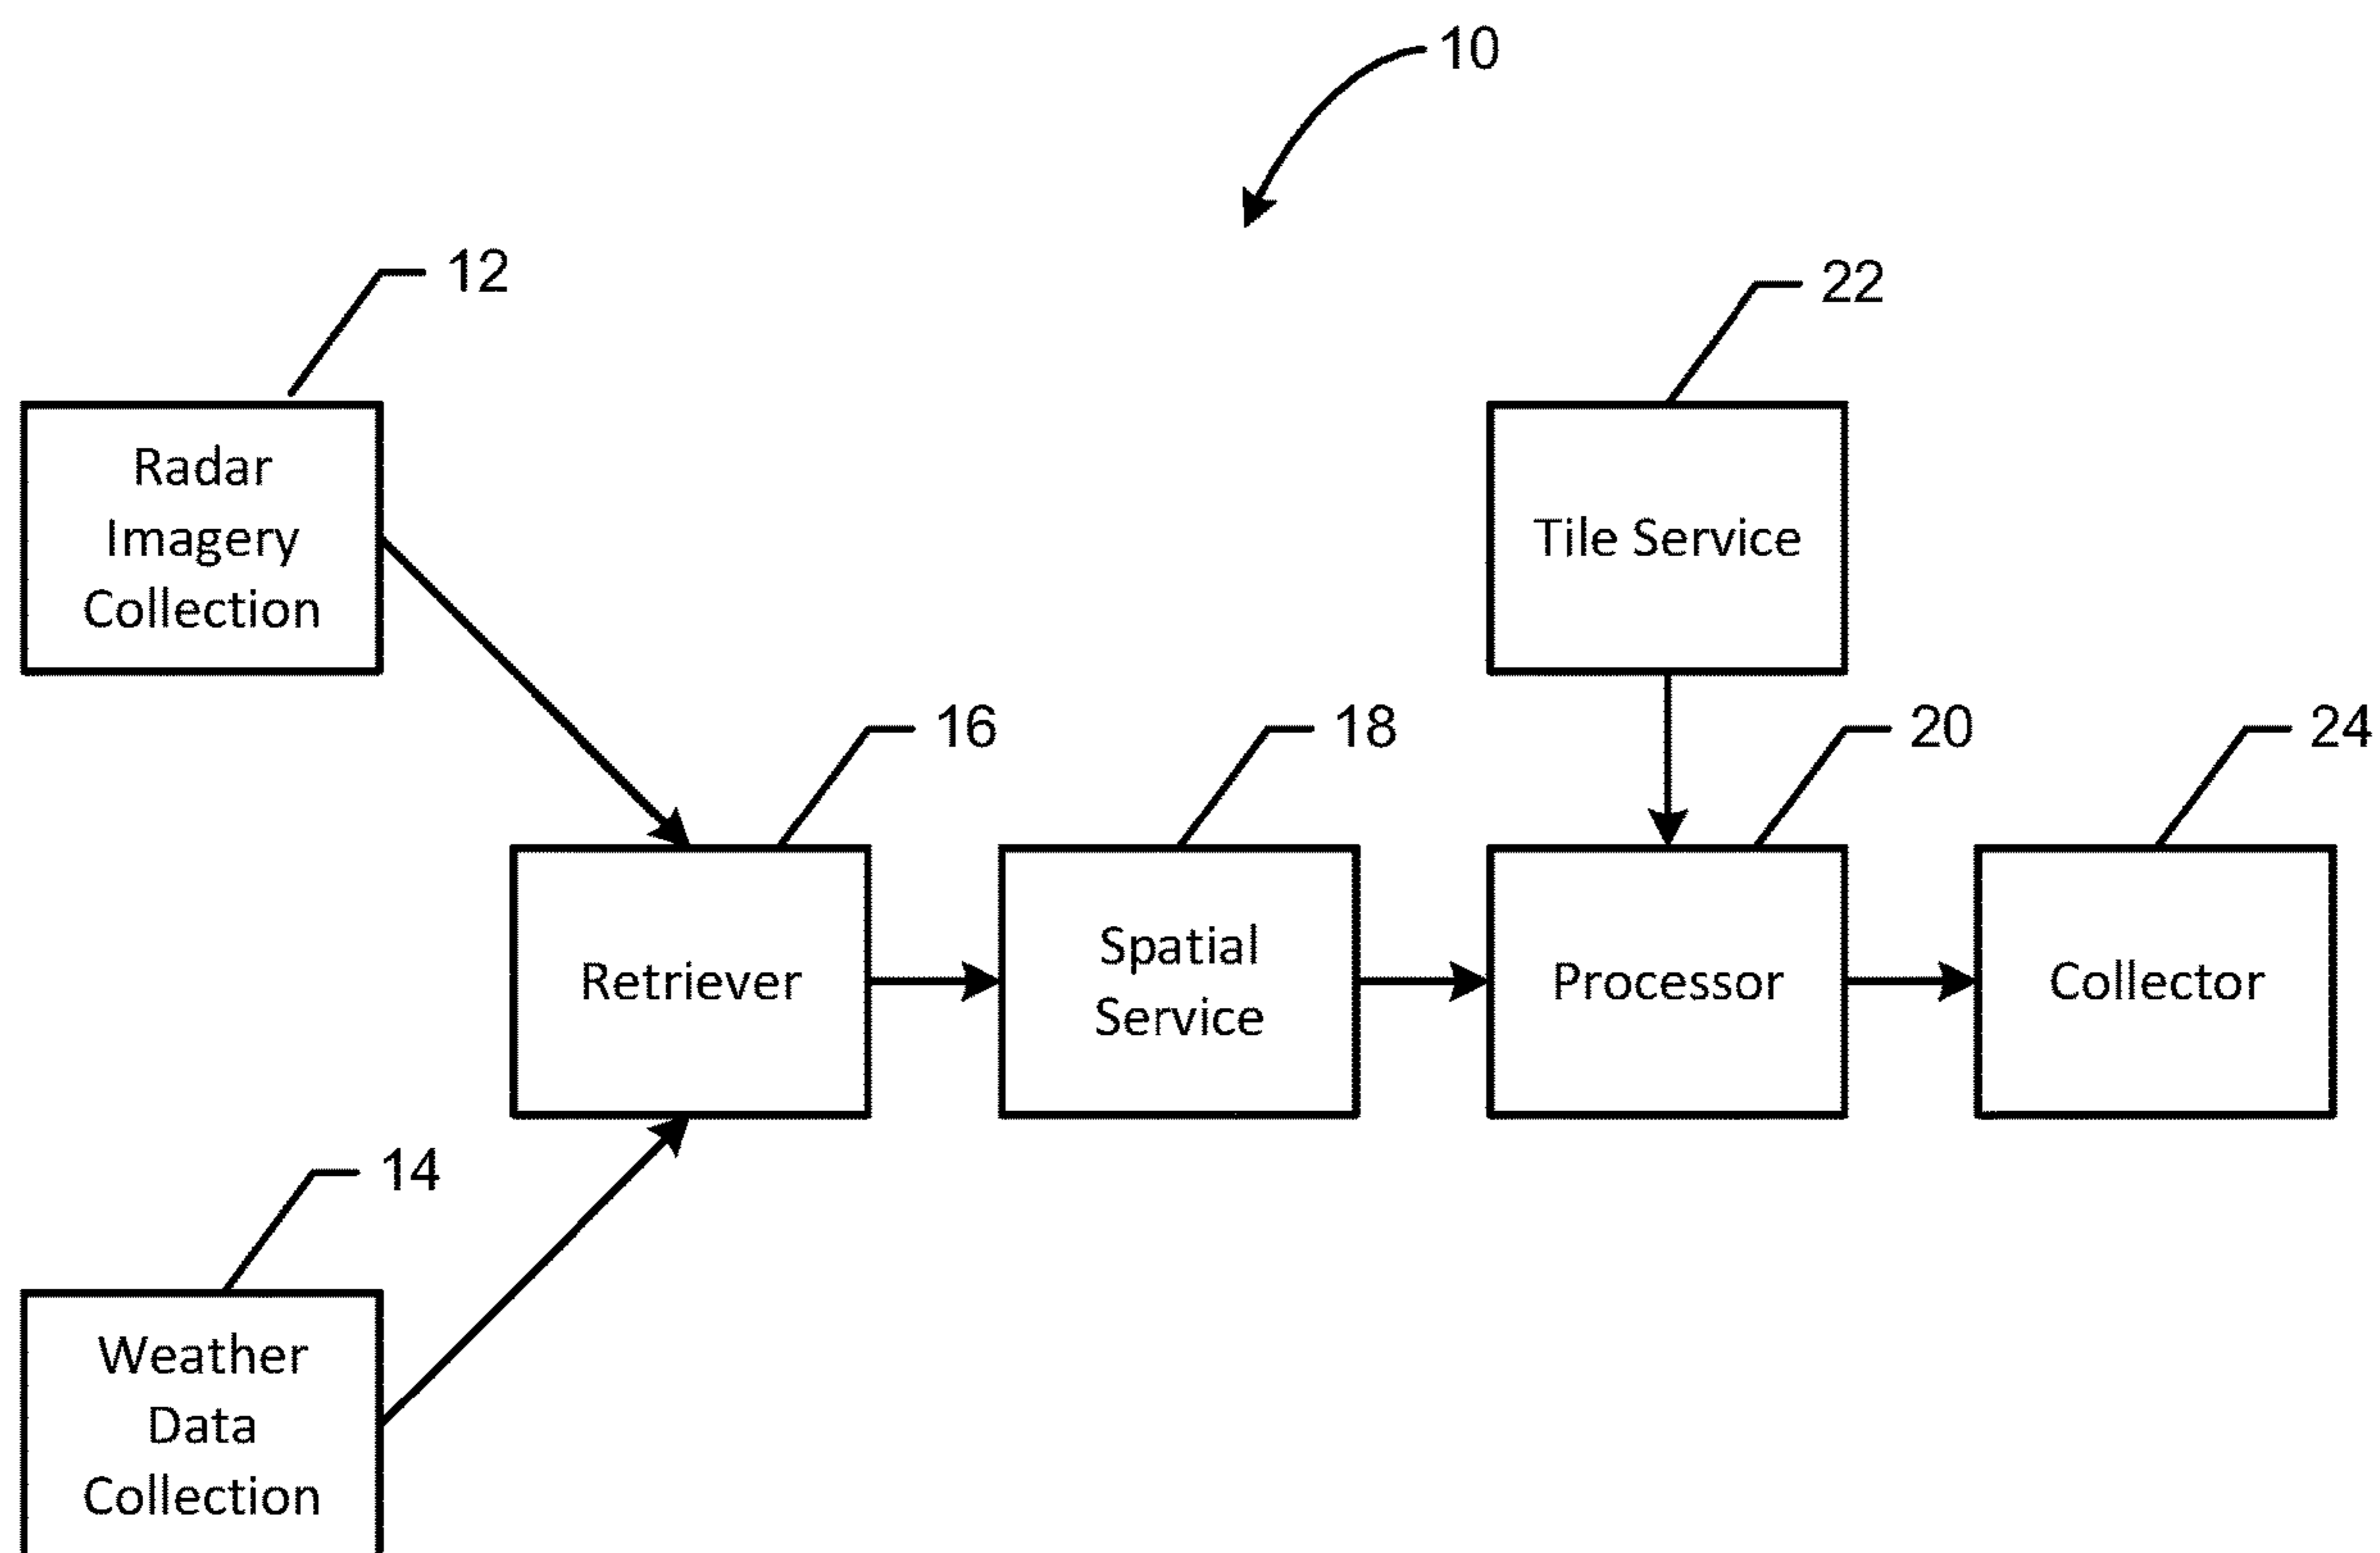 10
12
22
Radar
Imagery
Collection
Tile Service
16
18
20
24
Retriever
Spatial
Service
Processor
Collector
14
Weather
Data
Collection